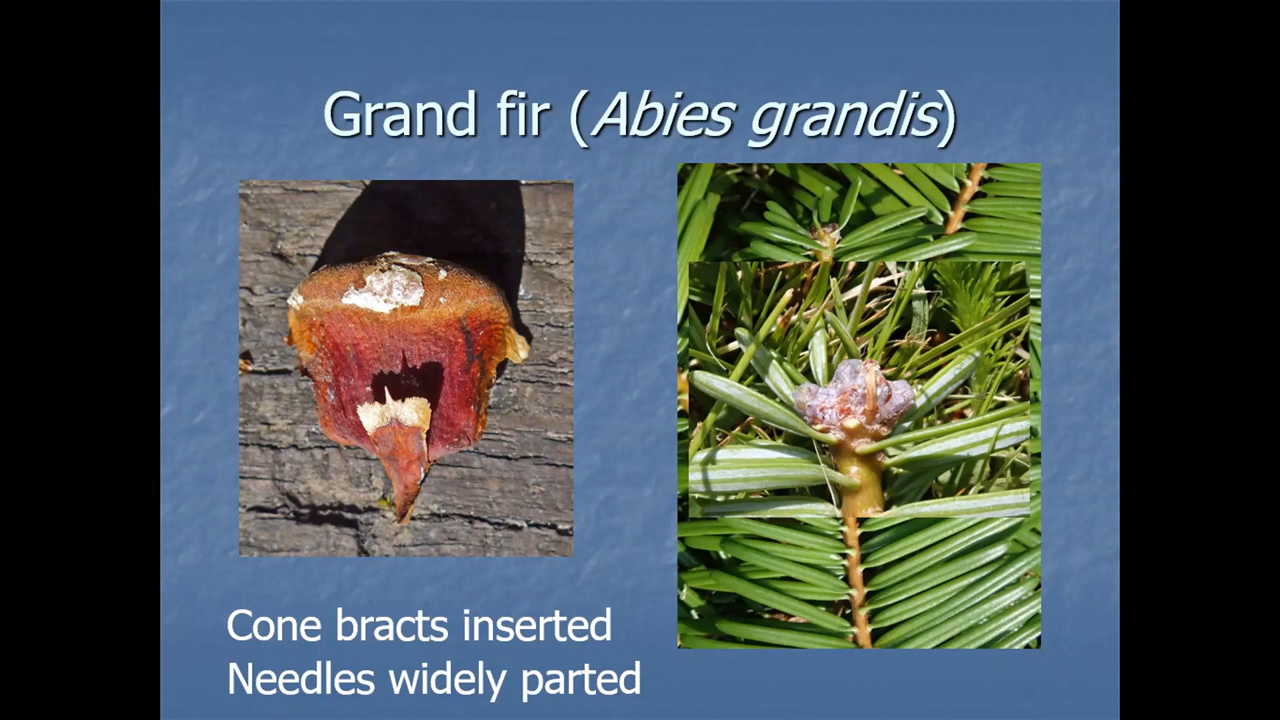 Grand fir (Abies grandis)
Cone bracts inserted
Needles widely parted